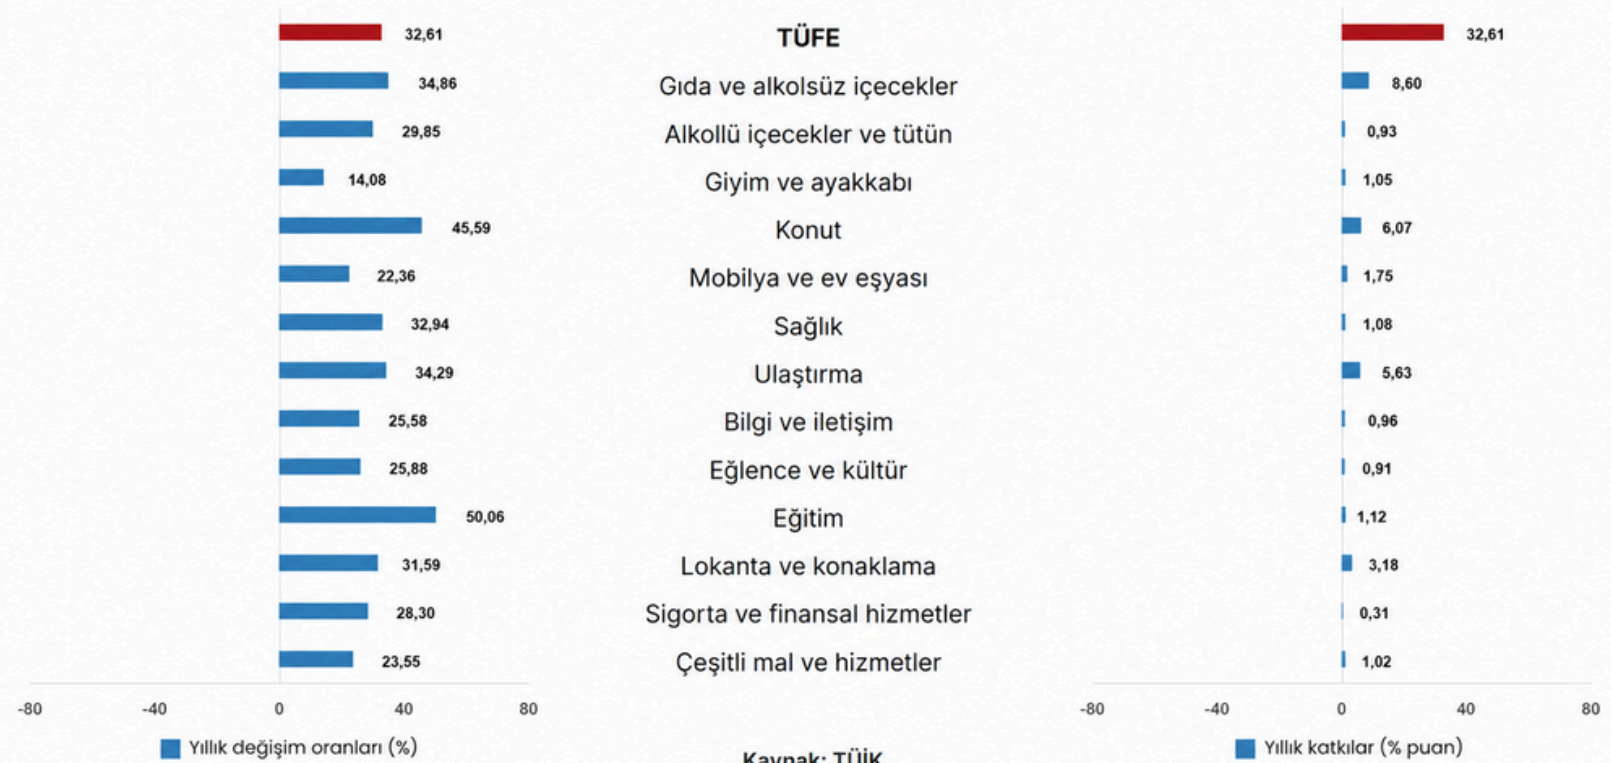 32,61 TÜFE 32,61
34,86 Gıda ve alkolsüz içecekler 8,60
29,85 Alkollü içecekler ve tütün 0,93
14,08 Giyim ve ayakkabı 1,05
45,59 Konut 6,07
22,36 Mobilya ve ev eşyası 1,75
32,94 Sağlık 1,08
34,29 Ulaştırma 5,63
25,58 Bilgi ve iletişim 0,96
25,88 Eğlence ve kültür 0,91
50,06 Eğitim 1,12
31,59 Lokanta ve konaklama 3,18
28,30 Sigorta ve finansal hizmetler 0,31
23,55 Çeşitli mal ve hizmetler 1,02
-80 -40 0 40 80 -80 -40 0 40 80
Yıllık değişim oranları (%) Yıllık katkılar (% puan)
Kaynak: TÜİK